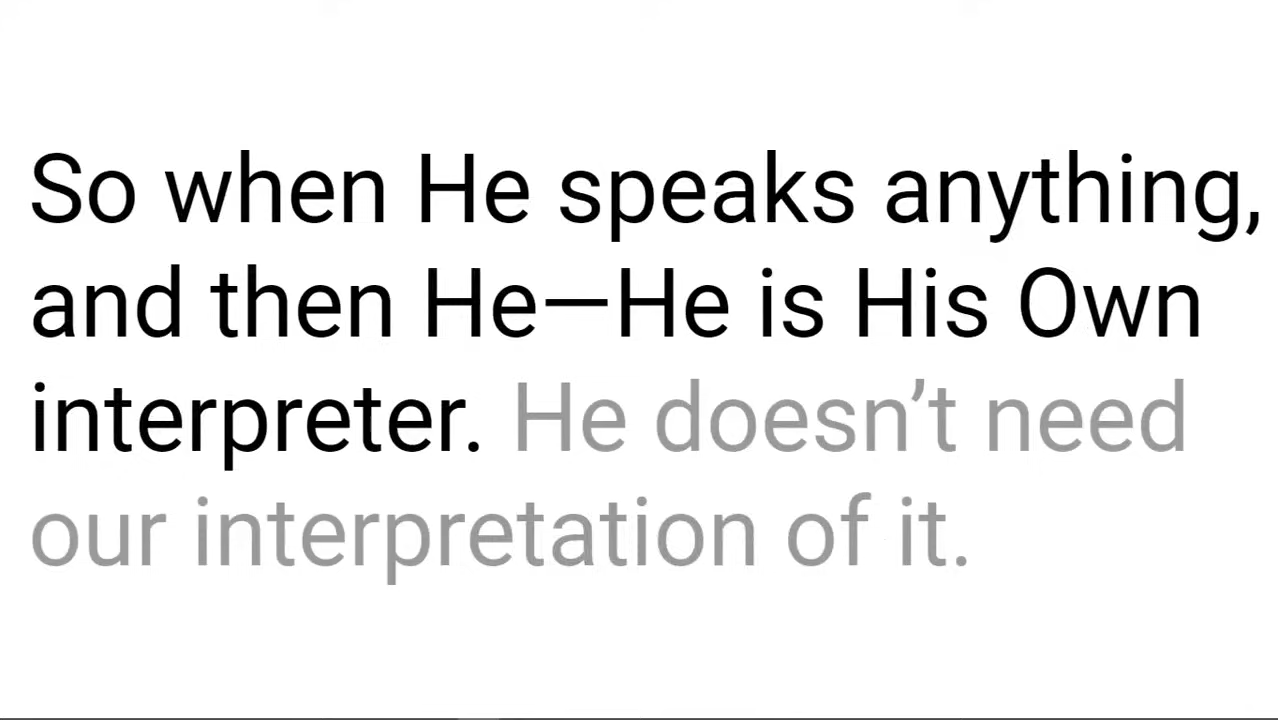 So when He speaks anything,
and then He—He is His Own
interpreter. He doesn’t need
our interpretation of it.